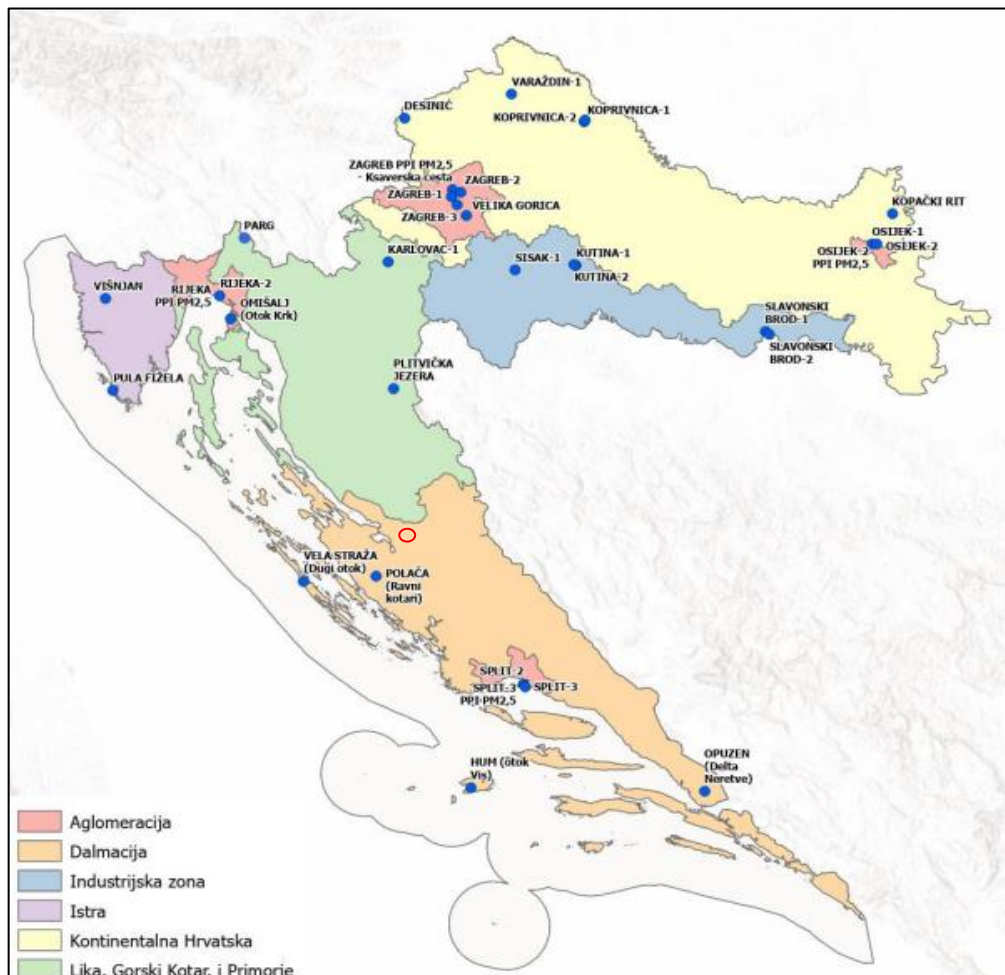 VARAŽDIN-1
DESINIĆ
KOPRIVNICA-1
KOPRIVNICA-2
ZAGREB PPI PM2,5
- Ksaverska cesta
ZAGREB-2
ZAGREB-1
VELIKA GORICA
ZAGREB-3
KOPAČKI RIT
OSIJEK-1
OSIJEK-2
OSIJEK-2
PPI PM2,5
PARG
KARLOVAC-1
SISAK-1
KUTINA-1
KUTINA-2
VIŠNJAN
RIJEKA
PPI PM2,5
RIJEKA-2
OMIŠALJ
(Otok Krk)
SLAVONSKI
BROD-1
SLAVONSKI
BROD-2
PULA FIŽELA
PLITVIČKA
JEZERA
VELA STRAŽA
(Dugi otok)
POLAČA
(Ravni
kotari)
SPLIT-2
SPLIT-3
PPI PM2,5
SPLIT-3
HUM (otok
Vis)
OPUZEN
(Delta
Neretve)
Aglomeracija
Dalmacija
Industrijska zona
Istra
Kontinentalna Hrvatska
Lika, Gorski Kotar, i Primorje